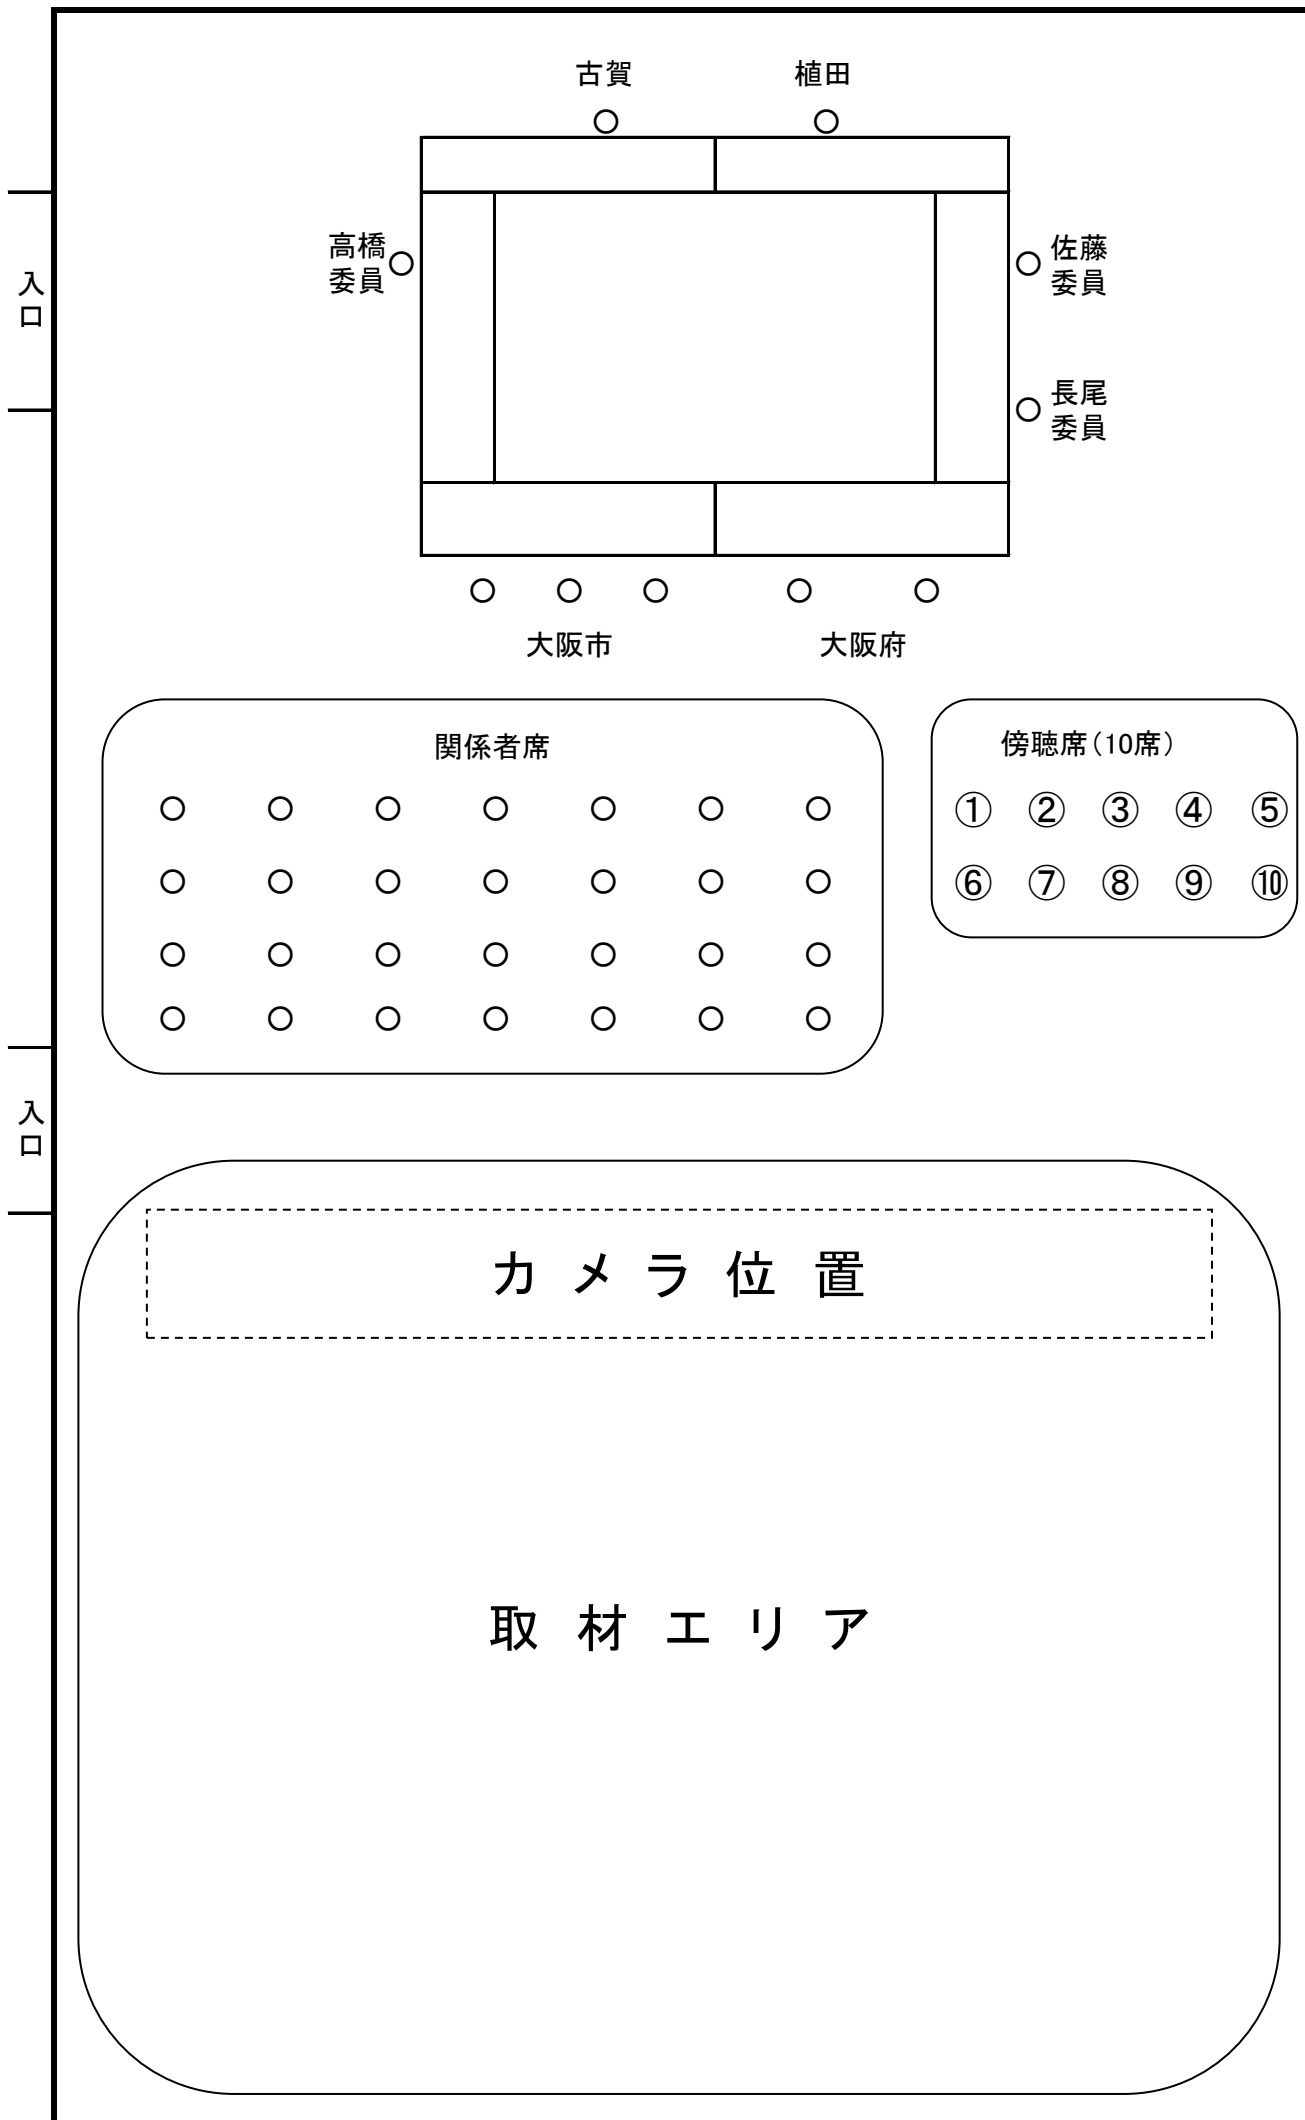 古賀
植田
高橋
委員
佐藤
委員
入
口
長尾
委員
大阪市
大阪府
関係者席
傍聴席(10席)
① ② ③ ④ ⑤
⑥ ⑦ ⑧ ⑨ ⑩
入
口
カメラ位置
取材エリア